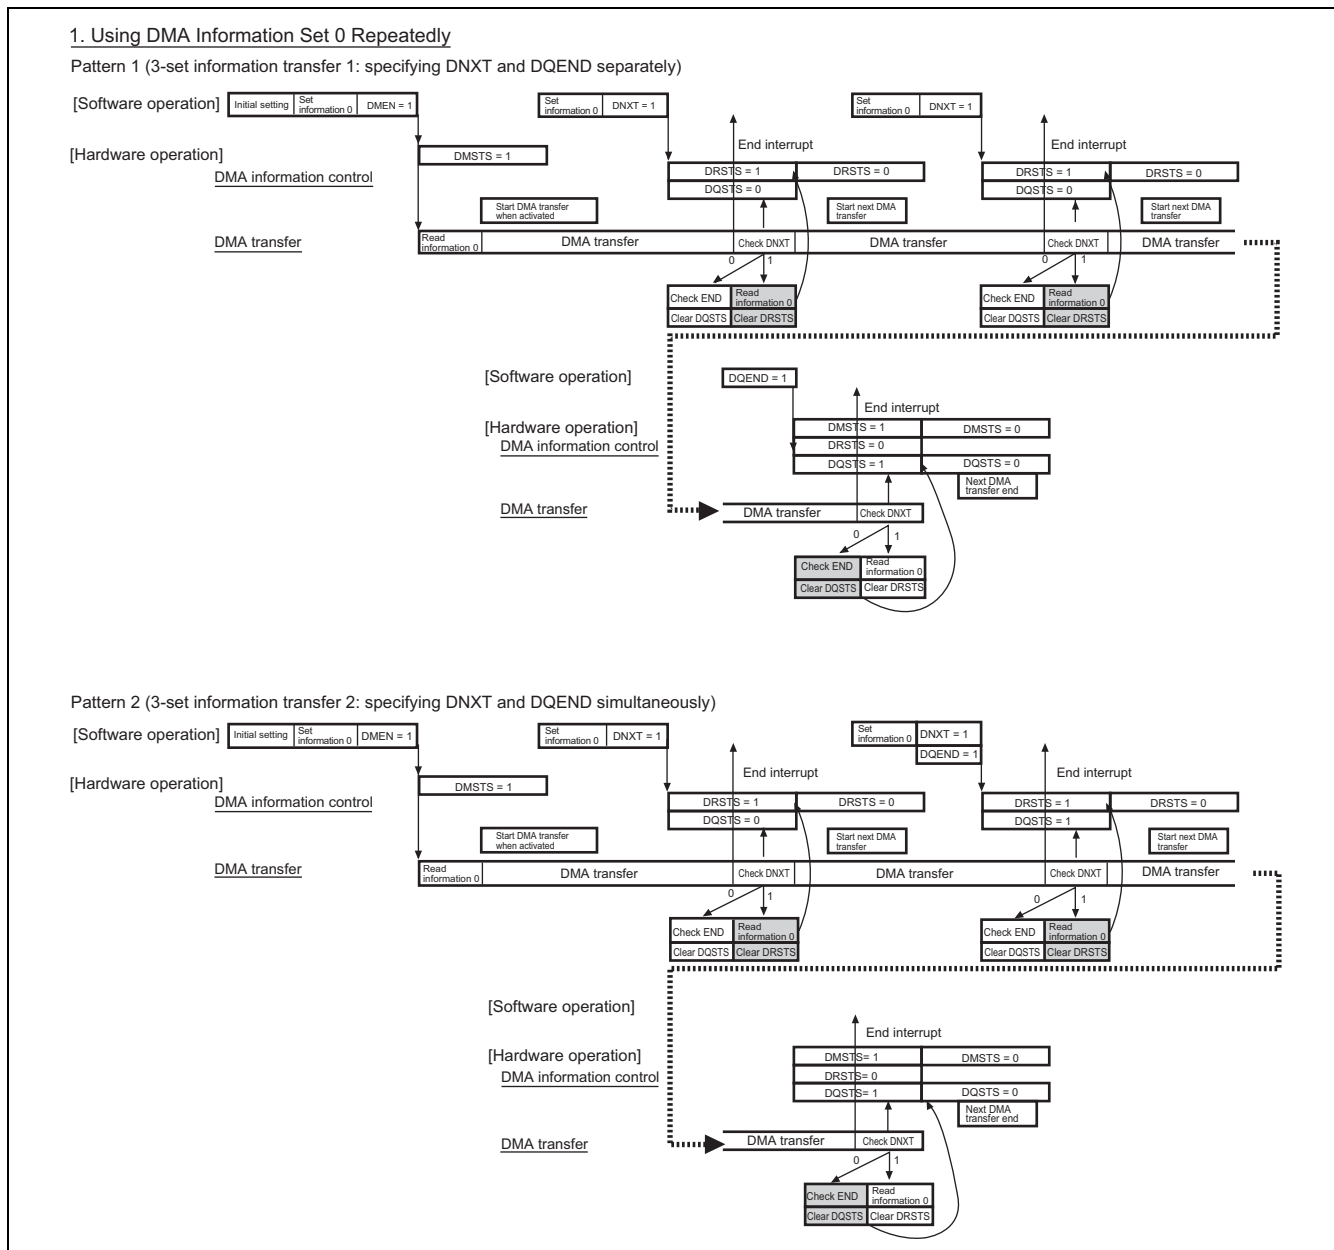 1. Using DMA Information Set 0 Repeatedly
Pattern 1 (3-set information transfer 1: specifying DNXT and DQEND separately)
[Software operation] Initial setting Set information 0 DMEN = 1 Set information 0 DNXT = 1 Set information 0 DNXT = 1
End interrupt End interrupt
[Hardware operation] DMSTS = 1
DMA information control DRSTS = 1 DRSTS = 0 DRSTS = 1 DRSTS = 0
DQSTS = 0 DQSTS = 0
Start DMA transfer when activated Start next DMA transfer Start next DMA transfer
DMA transfer Read information 0 DMA transfer Check DNXT DMA transfer Check DNXT DMA transfer
0 1 0 1
Check END Read information 0 Check END Read information 0
Clear DQSTS Clear DRSTS Clear DQSTS Clear DRSTS
[Software operation] DQEND = 1
End interrupt
[Hardware operation] DMSTS = 1 DMSTS = 0
DMA information control DRSTS = 0
DQSTS = 1 DQSTS = 0
Next DMA transfer end
DMA transfer DMA transfer Check DNXT
0 1
Check END Read information 0
Clear DQSTS Clear DRSTS
Pattern 2 (3-set information transfer 2: specifying DNXT and DQEND simultaneously)
[Software operation] Initial setting Set information 0 DMEN = 1 Set information 0 DNXT = 1 Set information 0 DNXT = 1
DQEND = 1
End interrupt End interrupt
[Hardware operation] DMSTS = 1
DMA information control DRSTS = 1 DRSTS = 0 DRSTS = 1 DRSTS = 0
DQSTS = 0 DQSTS = 1
Start DMA transfer when activated Start next DMA transfer Start next DMA transfer
DMA transfer Read information 0 DMA transfer Check DNXT DMA transfer Check DNXT DMA transfer
0 1 0 1
Check END Read information 0 Check END Read information 0
Clear DQSTS Clear DRSTS Clear DQSTS Clear DRSTS
[Software operation]
End interrupt
[Hardware operation] DMSTS= 1 DMSTS = 0
DMA information control DRSTS= 0
DQSTS= 1 DQSTS = 0
Next DMA transfer end
DMA transfer DMA transfer Check DNXT
0 1
Check END Read information 0
Clear DQSTS Clear DRSTS